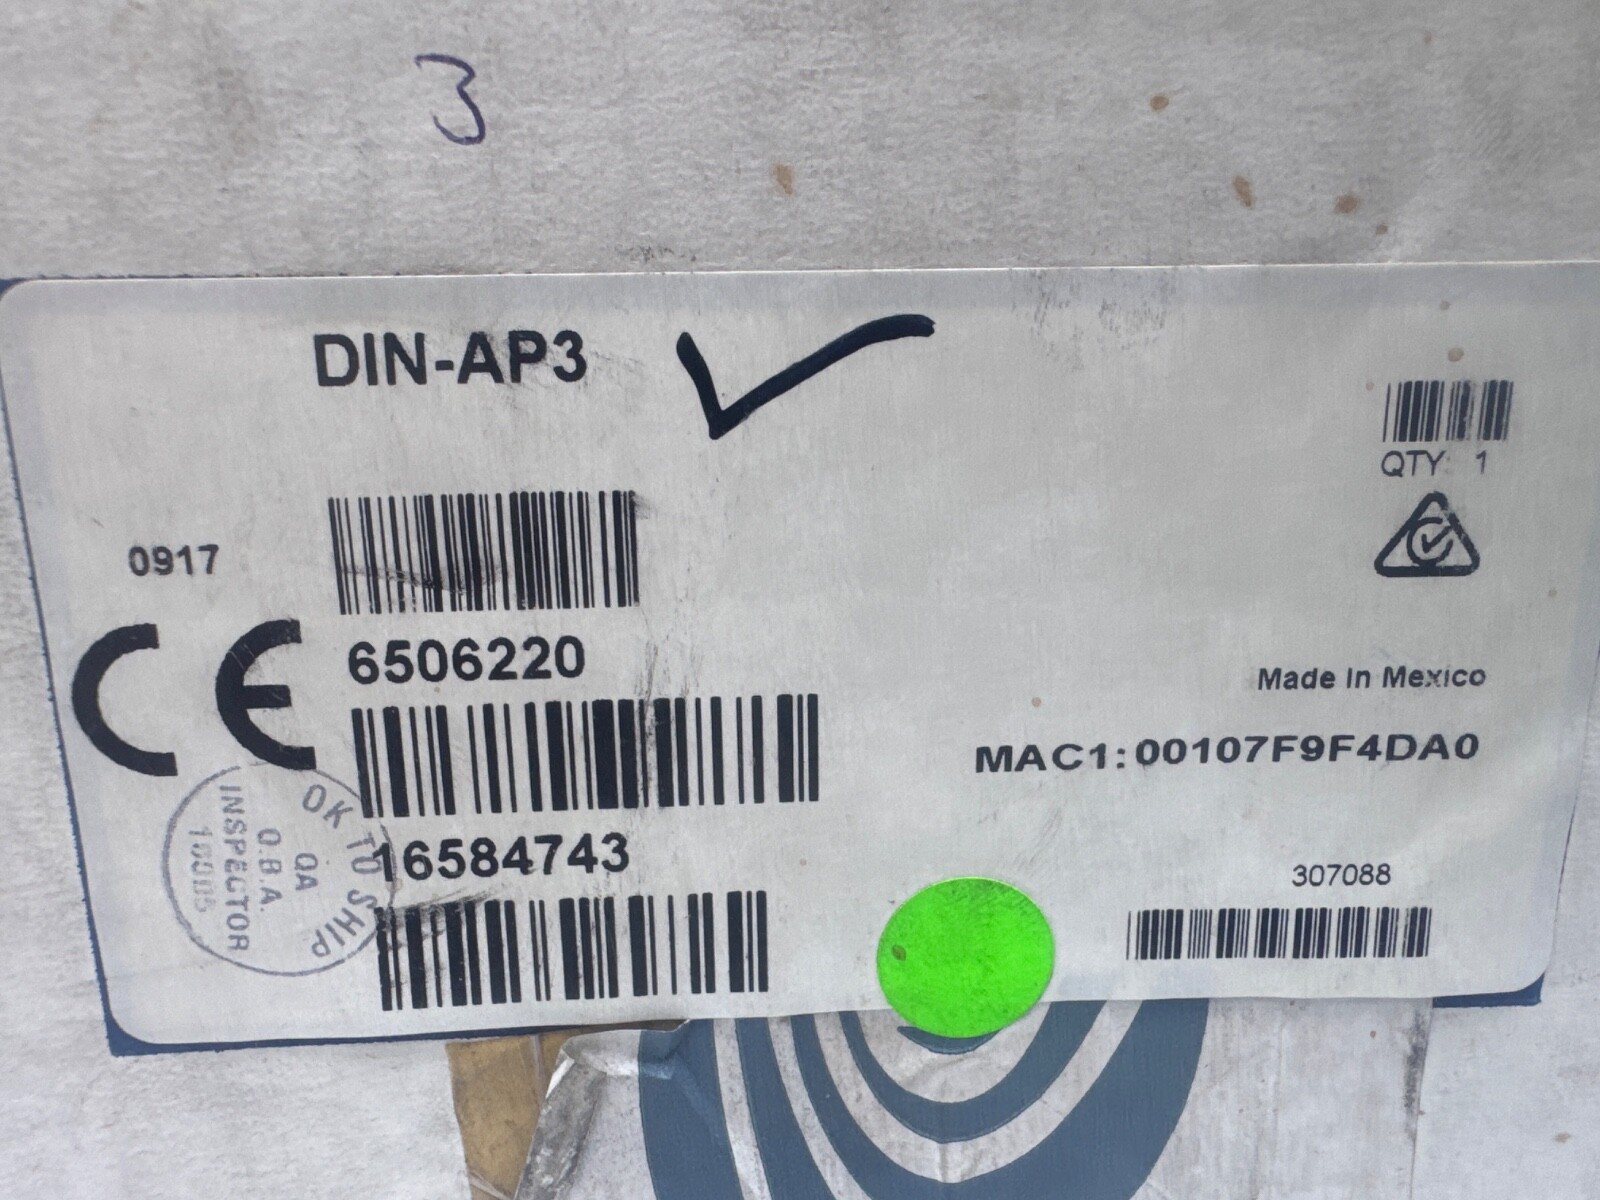 3
DIN-AP3
QTY: 1
0917
CE
6506220
Made In Mexico
MAC1:00107F9F4DA0
16584743
307088
OK TO SHIP
QA
O.B.A.
INSPECTOR